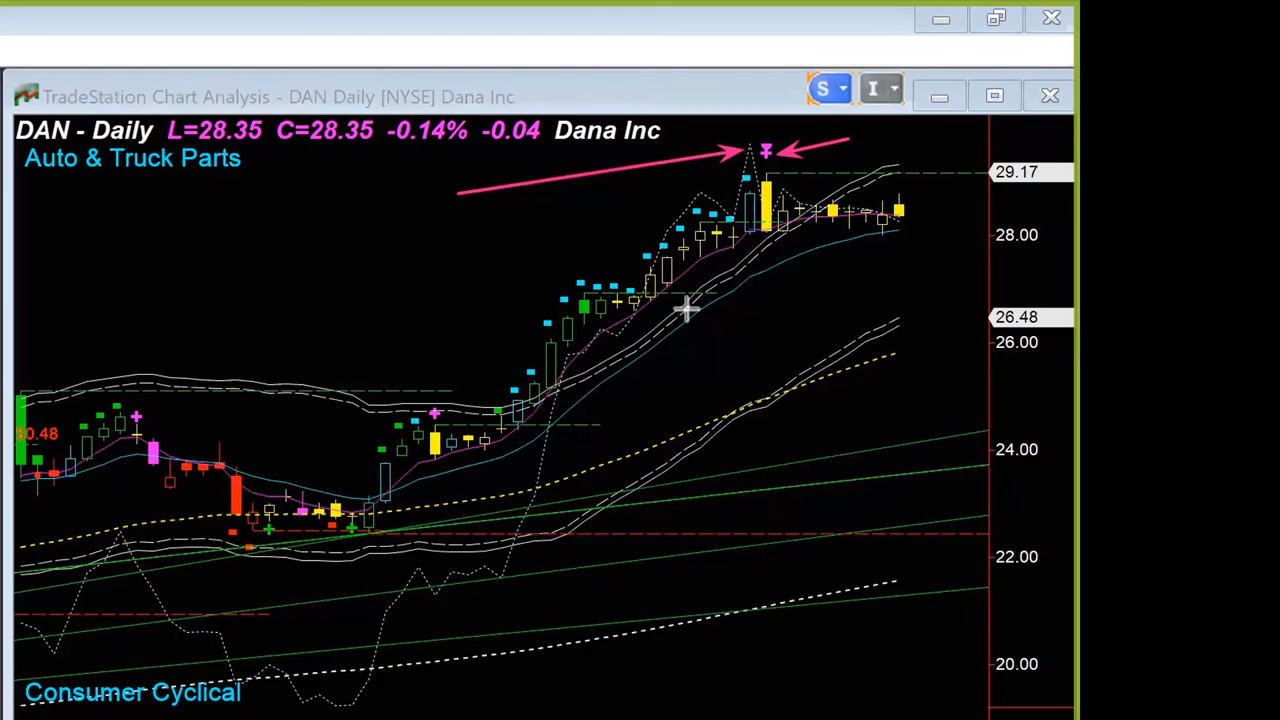 TradeStation Chart Analysis - DAN Daily [NYSE] Dana Inc
S
I
DAN - Daily L=28.35 C=28.35 -0.14% -0.04 Dana Inc
Auto & Truck Parts
29.17
28.00
26.48
26.00
$0.48
24.00
22.00
20.00
Consumer Cyclical